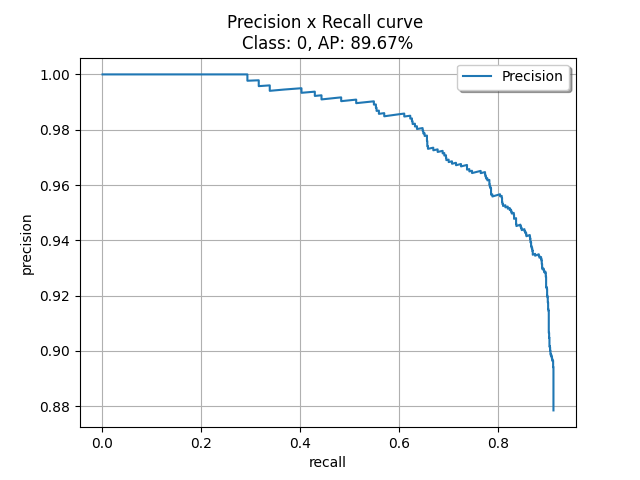 Precision x Recall curve
Class: 0, AP: 89.67%
Precision
1.00
0.98
0.96
0.94
0.92
0.90
0.88
precision
0.0 0.2 0.4 0.6 0.8
recall